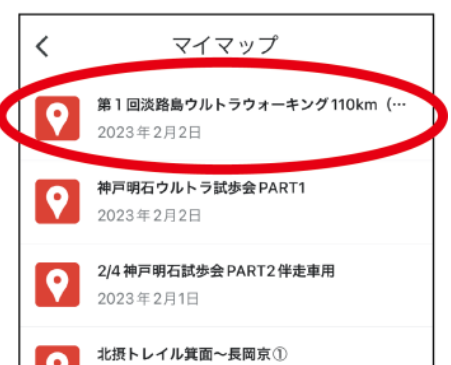 マイマップ
第1回淡路島ウルトラウォーキング110km（…
2023年2月2日
神戸明石ウルトラ試歩会PART1
2023年2月2日
2/4神戸明石試歩会PART2伴走車用
2023年2月1日
北摂トレイル箕面～長岡京①